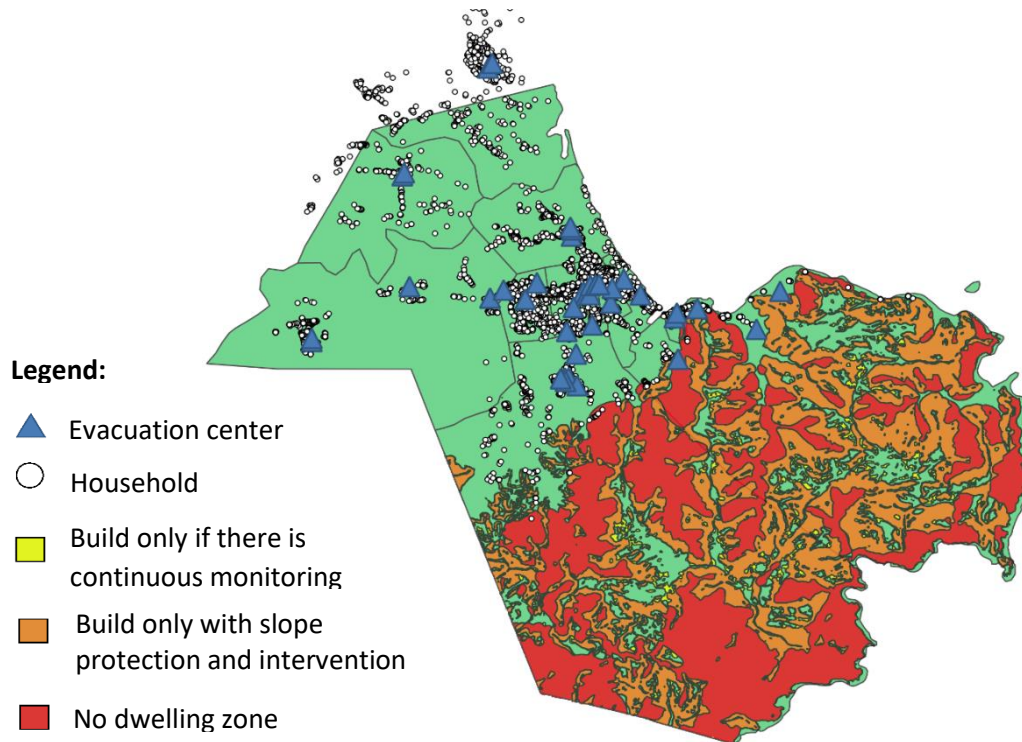 Legend:
Evacuation center
Household
Build only if there is
continuous monitoring
Build only with slope
protection and intervention
No dwelling zone